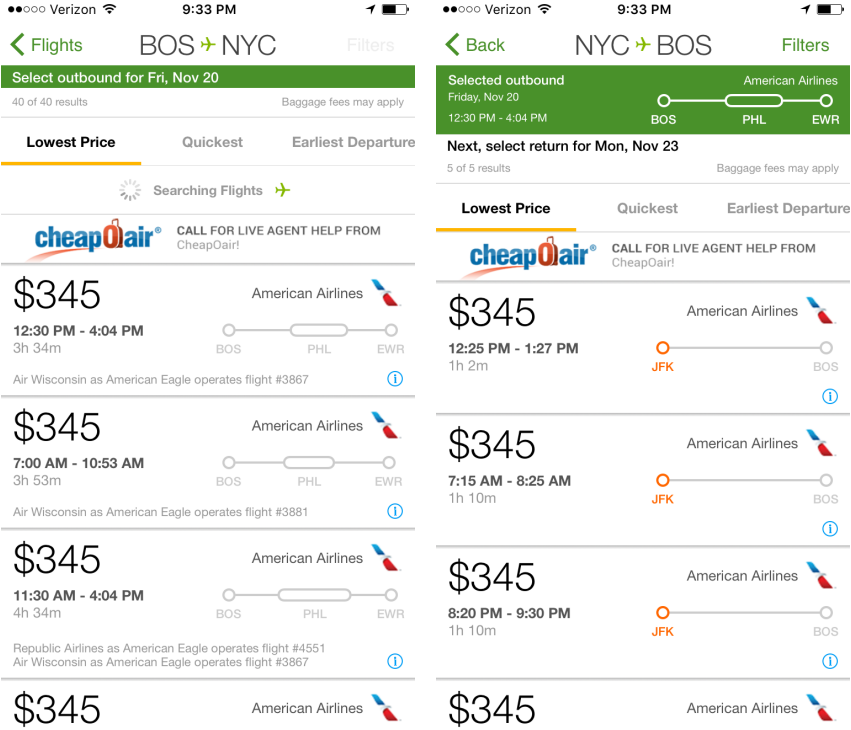 Verizon 9:33 PM
Flights BOS NYC Filters
Select outbound for Fri, Nov 20
40 of 40 results Baggage fees may apply
Lowest Price Quickest Earliest Departure
Searching Flights
cheapOair® CALL FOR LIVE AGENT HELP FROM
CheapOair!
$345 American Airlines
12:30 PM - 4:04 PM
3h 34m BOS PHL EWR
Air Wisconsin as American Eagle operates flight #3867
$345 American Airlines
7:00 AM - 10:53 AM
3h 53m BOS PHL EWR
Air Wisconsin as American Eagle operates flight #3881
$345 American Airlines
11:30 AM - 4:04 PM
4h 34m BOS PHL EWR
Republic Airlines as American Eagle operates flight #4551
Air Wisconsin as American Eagle operates flight #3867
$345 American Airlines
Verizon 9:33 PM
Back NYC BOS Filters
Selected outbound American Airlines
Friday, Nov 20
12:30 PM - 4:04 PM BOS PHL EWR
Next, select return for Mon, Nov 23
5 of 5 results Baggage fees may apply
Lowest Price Quickest Earliest Departure
cheapOair® CALL FOR LIVE AGENT HELP FROM
CheapOair!
$345 American Airlines
12:25 PM - 1:27 PM
1h 2m JFK BOS
$345 American Airlines
7:15 AM - 8:25 AM
1h 10m JFK BOS
$345 American Airlines
8:20 PM - 9:30 PM
1h 10m JFK BOS
$345 American Airlines